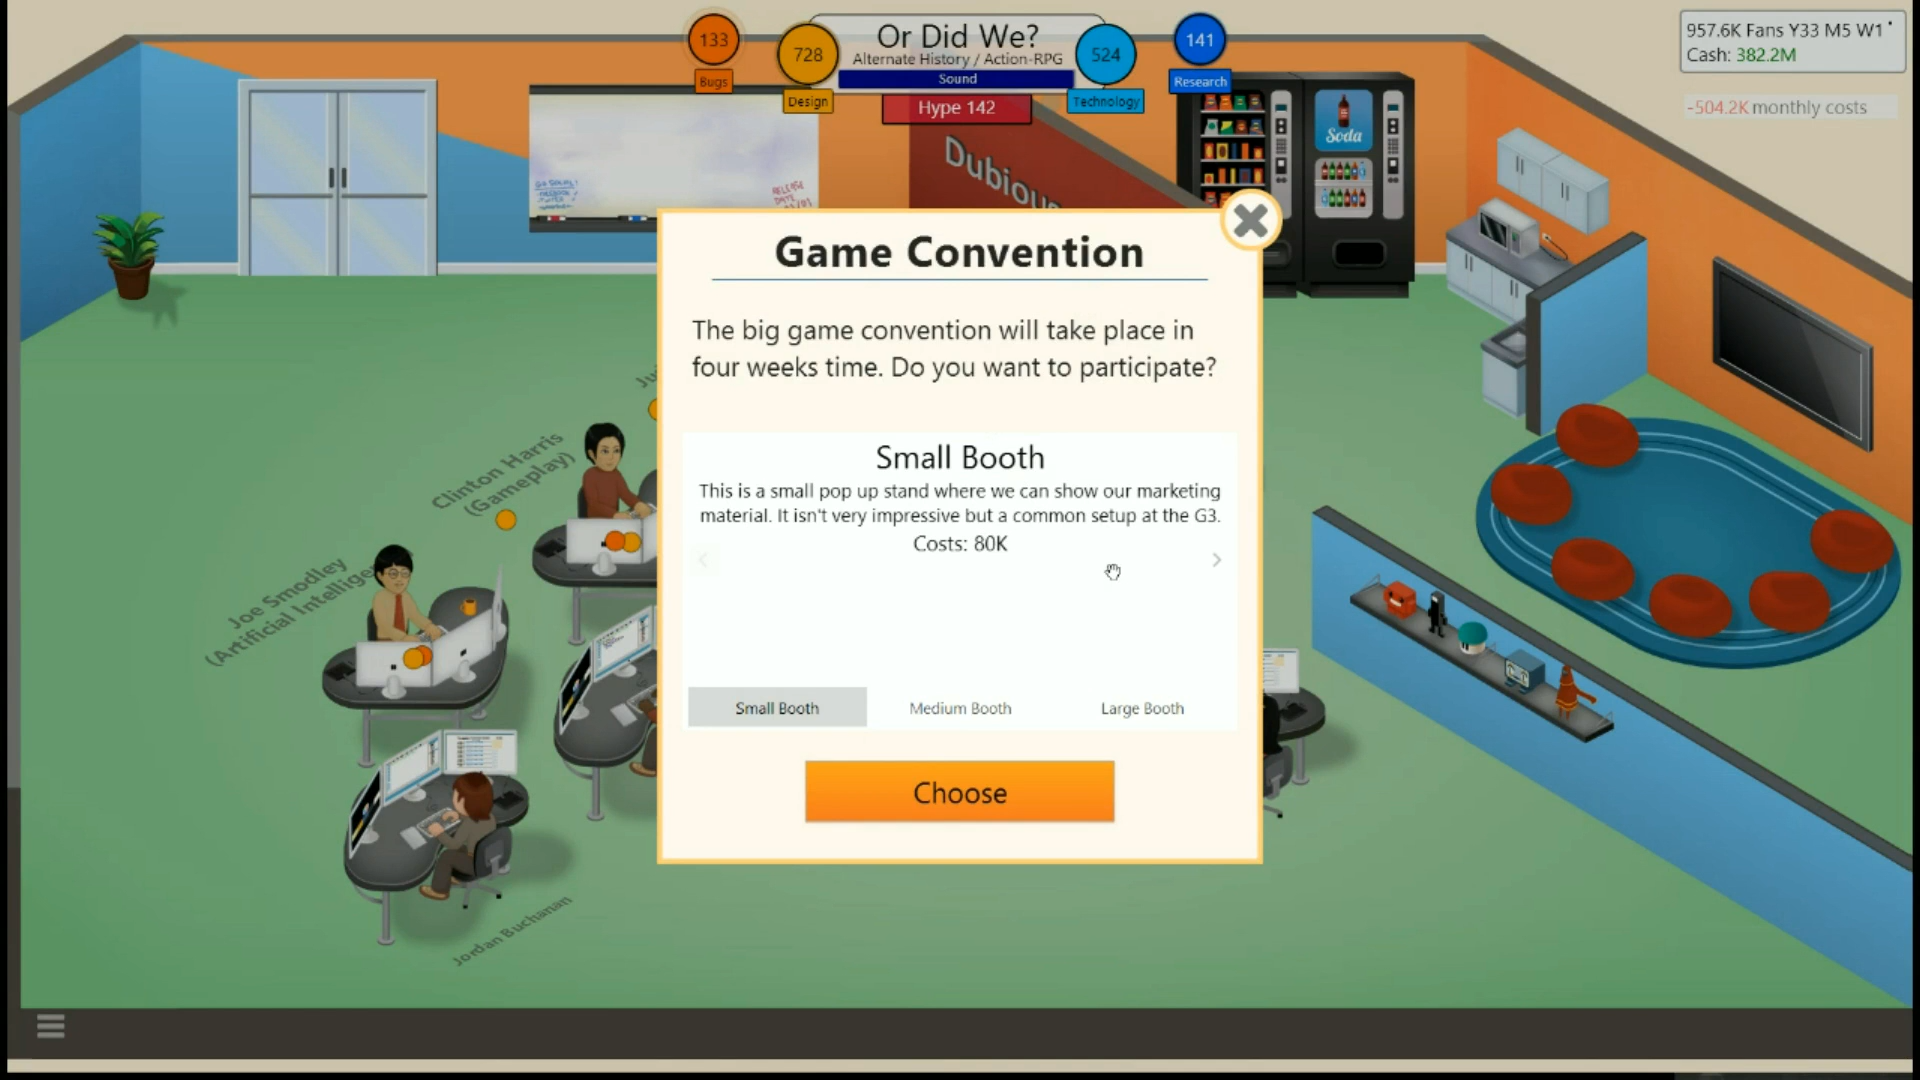 133
Bugs
728
Design
Or Did We?
Alternate History / Action-RPG
Sound
Hype 142
524
Technology
141
Research
957.6K Fans Y33 M5 W1
Cash: 382.2M
-504.2K monthly costs
Soda
RELEASE
DATE
Game Convention
The big game convention will take place in
four weeks time. Do you want to participate?
Small Booth
This is a small pop up stand where we can show our marketing
material. It isn't very impressive but a common setup at the G3.
Costs: 80K
Small Booth
Medium Booth
Large Booth
Choose
Clinton Harris
(Gameplay)
Joe Smodley
Jordan Buchanan